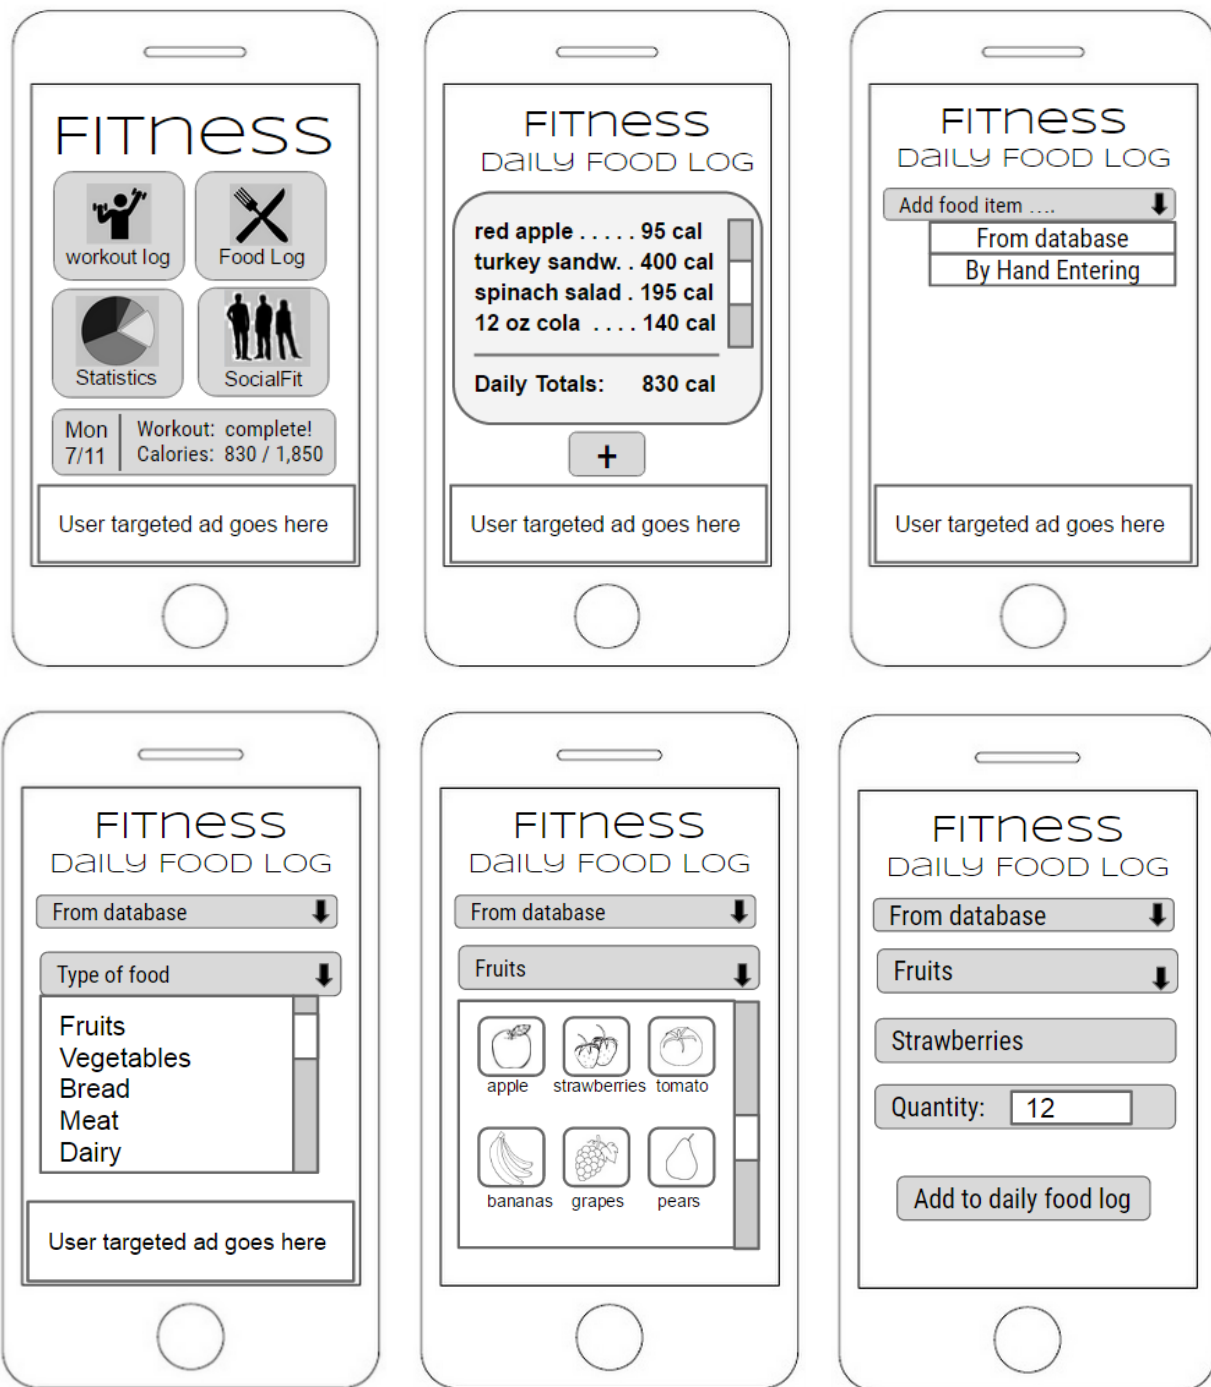 FITNESS
workout log
Food Log
Statistics
SocialFit
Mon
7/11
Workout: complete!
Calories: 830 / 1,850
User targeted ad goes here
FITNESS
DAILY FOOD LOG
red apple . . . . . 95 cal
turkey sandw. . 400 cal
spinach salad . 195 cal
12 oz cola . . . . 140 cal
Daily Totals: 830 cal
+
User targeted ad goes here
FITNESS
DAILY FOOD LOG
Add food item ....
From database
By Hand Entering
User targeted ad goes here
FITNESS
DAILY FOOD LOG
From database
Type of food
Fruits
Vegetables
Bread
Meat
Dairy
User targeted ad goes here
FITNESS
DAILY FOOD LOG
From database
Fruits
apple strawberries tomato
bananas grapes pears
FITNESS
DAILY FOOD LOG
From database
Fruits
Strawberries
Quantity: 12
Add to daily food log